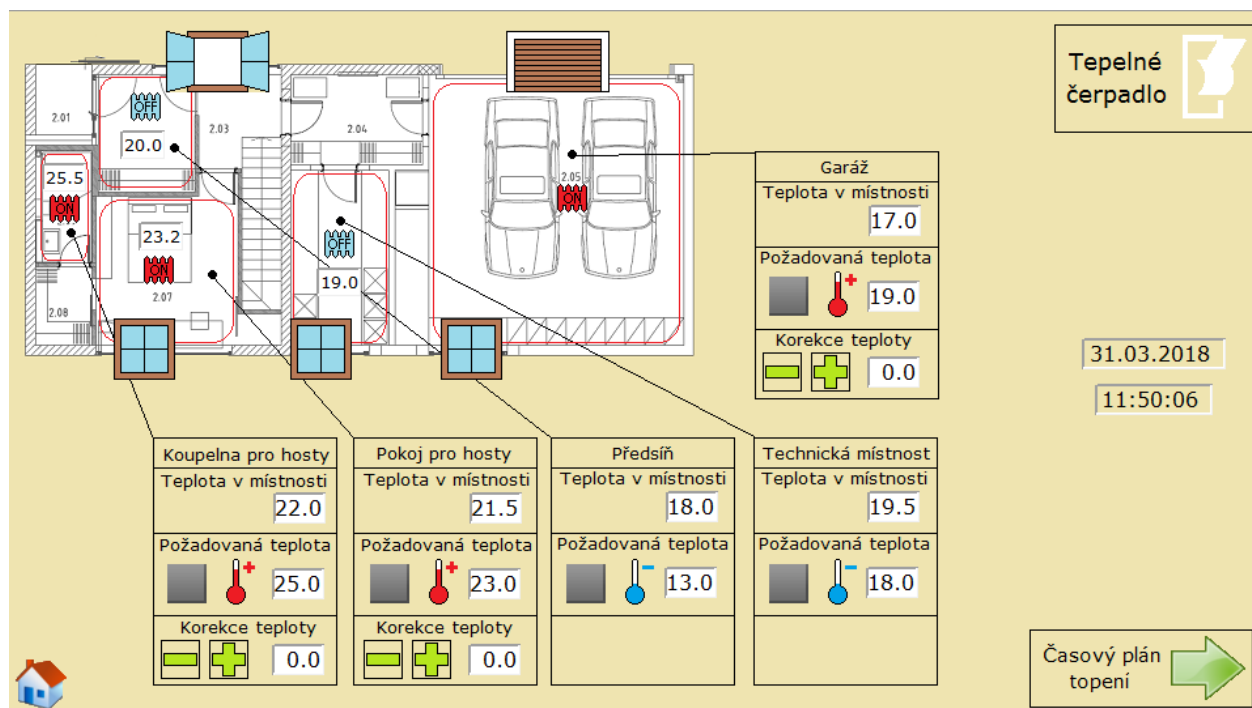 Tepelné
čerpadlo
OFF
2.01
20.0
2.03
2.04
25.5
ON
23.2
ON
2.07
2.08
OFF
19.0
2.05
ON
Garáž
Teplota v místnosti
17.0
Požadovaná teplota
19.0
Korekce teploty
0.0
31.03.2018
11:50:06
Koupelna pro hosty
Teplota v místnosti
22.0
Požadovaná teplota
25.0
Korekce teploty
0.0
Pokoj pro hosty
Teplota v místnosti
21.5
Požadovaná teplota
23.0
Korekce teploty
0.0
Předsíň
Teplota v místnosti
18.0
Požadovaná teplota
13.0
Technická místnost
Teplota v místnosti
19.5
Požadovaná teplota
18.0
Časový plán
topení